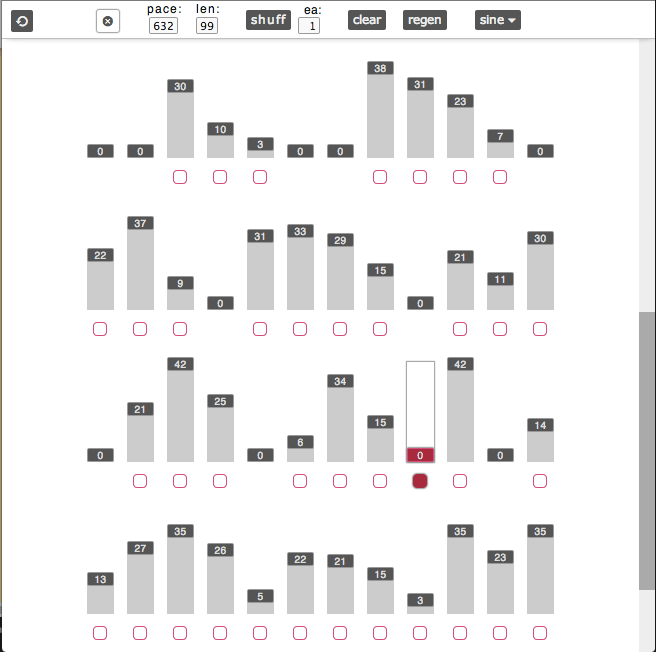 pace: len: ea:
632 99 shuff 1 clear regen sine
0 0 30 10 3 0 0 38 31 23 7 0
22 37 9 0 31 33 29 15 0 21 11 30
0 21 42 25 0 6 34 15 0 42 0 14
13 27 35 26 5 22 21 15 3 35 23 35